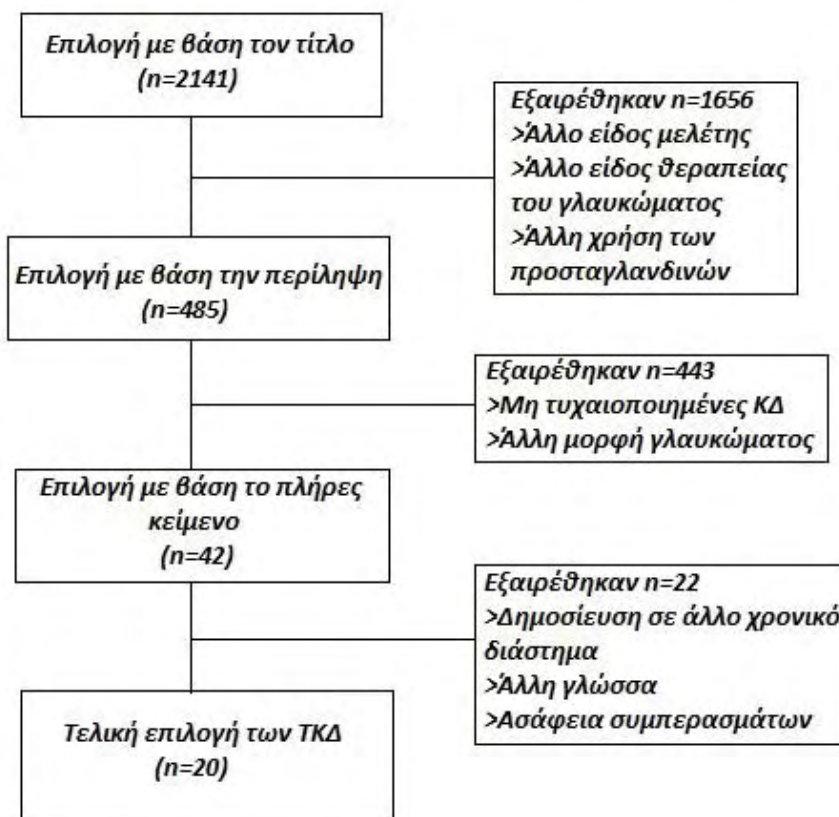 Επιλογή με βάση τον τίτλο
(n=2141)
Εξαιρέθηκαν n=1656
>Άλλο είδος μελέτης
>Άλλο είδος θεραπείας
του γλαυκώματος
>Άλλη χρήση των
προσταγλανδινών
Επιλογή με βάση την περίληψη
(n=485)
Εξαιρέθηκαν n=443
>Μη τυχαιοποιημένες ΚΔ
>Άλλη μορφή γλαυκώματος
Επιλογή με βάση το πλήρες
κείμενο
(n=42)
Εξαιρέθηκαν n=22
>Δημοσίευση σε άλλο χρονικό
διάστημα
>Άλλη γλώσσα
>Ασάφεια συμπερασμάτων
Τελική επιλογή των ΤΚΔ
(n=20)